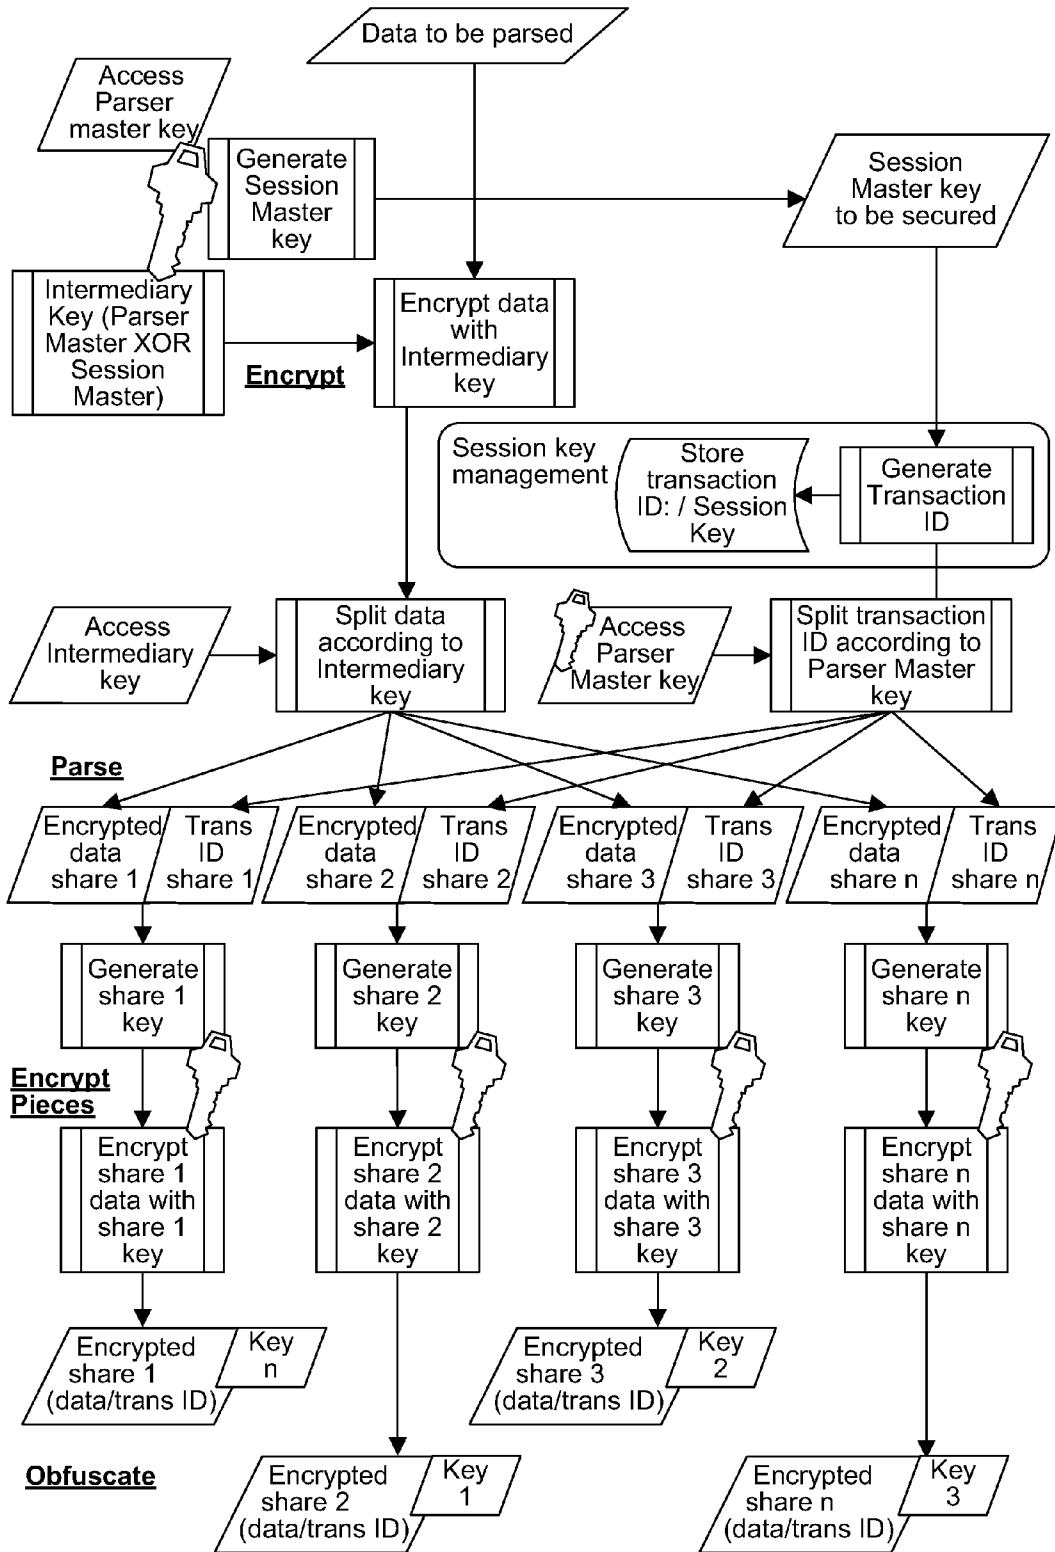 Data to be parsed
Access
Parser
master key
Generate
Session
Master
key
Session
Master key
to be secured
Intermediary
Key (Parser
Master XOR
Session
Master)
Encrypt
Encrypt data
with
Intermediary
key
Session key
management
Store
transaction
ID: / Session
Key
Generate
Transaction
ID
Access
Intermediary
key
Split data
according to
Intermediary
key
Access
Parser
Master key
Split transaction
ID according to
Parser Master
key
Parse
Encrypted
data
share 1
Trans
ID
share 1
Encrypted
data
share 2
Trans
ID
share 2
Encrypted
data
share 3
Trans
ID
share 3
Encrypted
data
share n
Trans
ID
share n
Generate
share 1
key
Generate
share 2
key
Generate
share 3
key
Generate
share n
key
Encrypt
Pieces
Encrypt
share 1
data with
share 1
key
Encrypt
share 2
data with
share 2
key
Encrypt
share 3
data with
share 3
key
Encrypt
share n
data with
share n
key
Encrypted
share 1
(data/trans ID)
Key
n
Encrypted
share 3
(data/trans ID)
Key
2
Obfuscate
Encrypted
share 2
(data/trans ID)
Key
1
Encrypted
share n
(data/trans ID)
Key
3